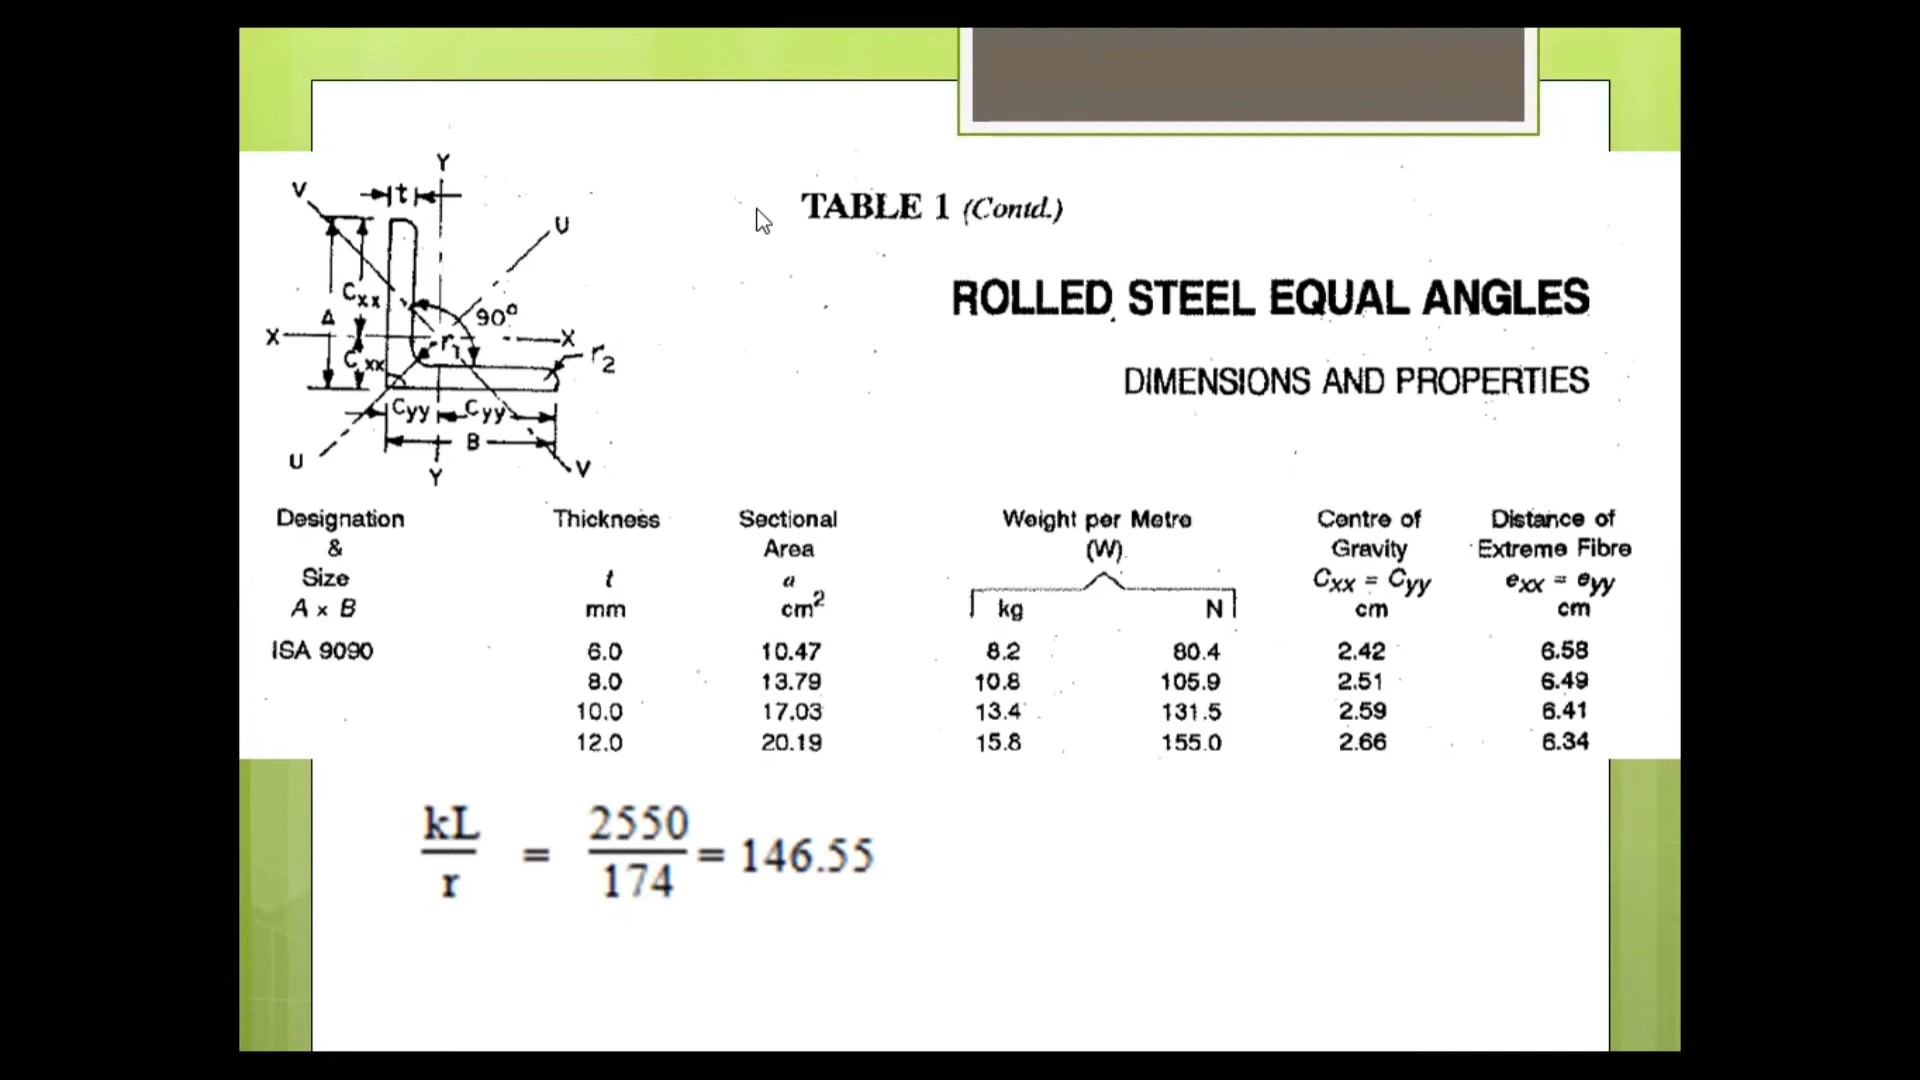 TABLE 1 (Contd.)
ROLLED STEEL EQUAL ANGLES
DIMENSIONS AND PROPERTIES
Y
V
t
U
Cxx
A
90°
X
X
r1
r2
Cxx
Cyy Cyy
B
U
Y
V
Designation & Size A × B
Thickness t mm
Sectional Area a cm²
Weight per Metre (W) kg N
Centre of Gravity Cxx = Cyy cm
Distance of Extreme Fibre exx = eyy cm
ISA 9090 6.0 10.47 8.2 80.4 2.42 6.58
8.0 13.79 10.8 105.9 2.51 6.49
10.0 17.03 13.4 131.5 2.59 6.41
12.0 20.19 15.8 155.0 2.66 6.34
kL/r = 2550/174 = 146.55